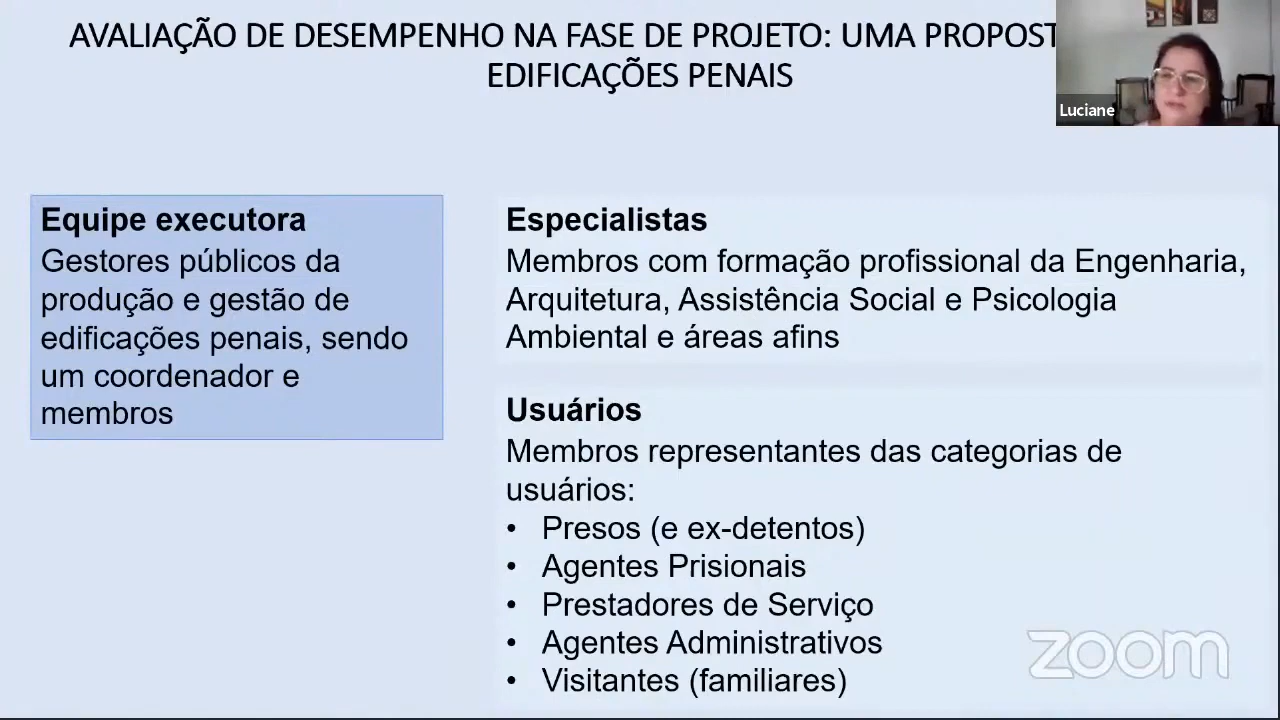 AVALIAÇÃO DE DESEMPENHO NA FASE DE PROJETO: UMA PROPOST
EDIFICAÇÕES PENAIS
Luciane
Equipe executora
Gestores públicos da
produção e gestão de
edificações penais, sendo
um coordenador e
membros
Especialistas
Membros com formação profissional da Engenharia,
Arquitetura, Assistência Social e Psicologia
Ambiental e áreas afins
Usuários
Membros representantes das categorias de
usuários:
• Presos (e ex-detentos)
• Agentes Prisionais
• Prestadores de Serviço
• Agentes Administrativos
• Visitantes (familiares)
zoom